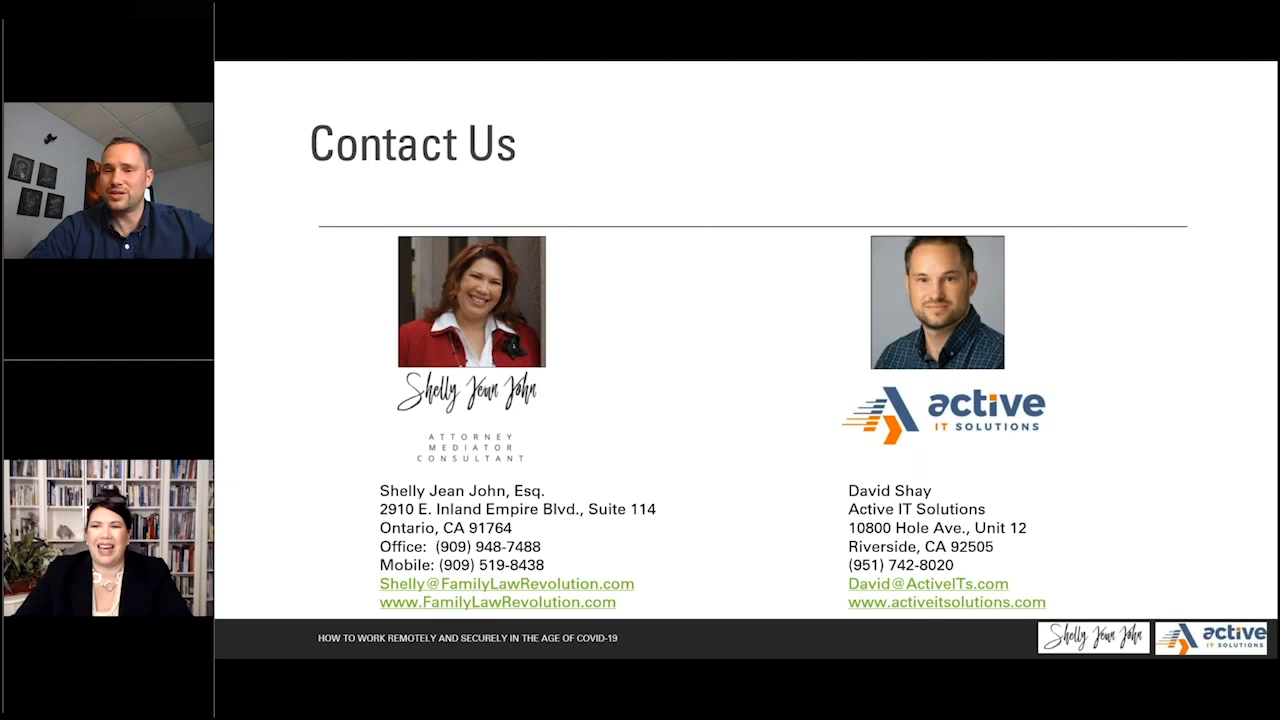 Contact Us
Shelly Jean John
ATTORNEY
MEDIATOR
CONSULTANT
Shelly Jean John, Esq.
2910 E. Inland Empire Blvd., Suite 114
Ontario, CA 91764
Office: (909) 948-7488
Mobile: (909) 519-8438
Shelly@FamilyLawRevolution.com
www.FamilyLawRevolution.com
active
IT SOLUTIONS
David Shay
Active IT Solutions
10800 Hole Ave., Unit 12
Riverside, CA 92505
(951) 742-8020
David@ActiveITs.com
www.activeitsolutions.com
HOW TO WORK REMOTELY AND SECURELY IN THE AGE OF COVID-19
Shelly Jean John
active
IT SOLUTIONS